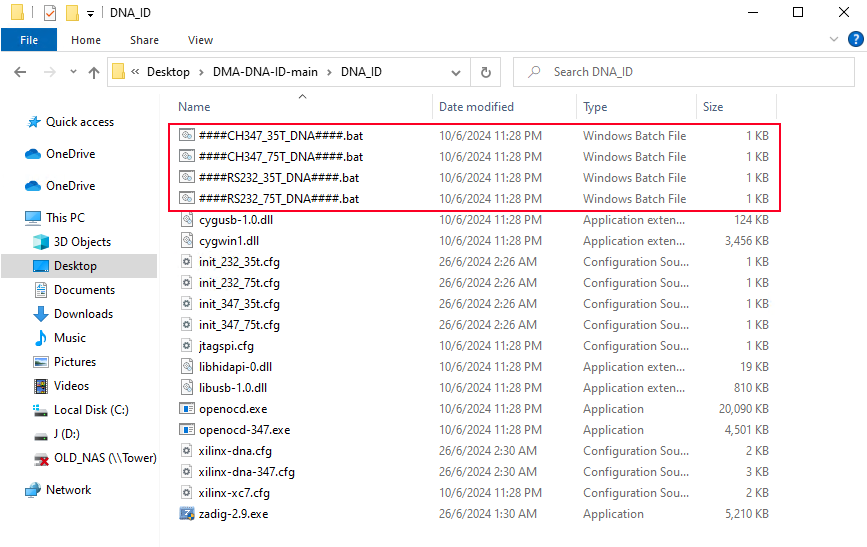 DNA_ID
File Home Share View
« Desktop > DMA-DNA-ID-main > DNA_ID
Search DNA_ID
Quick access
OneDrive
OneDrive
This PC
3D Objects
Desktop
Documents
Downloads
Music
Pictures
Videos
Local Disk (C:)
J (D:)
OLD_NAS (\\Tower)
Network
Name Date modified Type Size
####CH347_35T_DNA####.bat 10/6/2024 11:28 PM Windows Batch File 1 KB
####CH347_75T_DNA####.bat 10/6/2024 11:28 PM Windows Batch File 1 KB
####RS232_35T_DNA####.bat 10/6/2024 11:28 PM Windows Batch File 1 KB
####RS232_75T_DNA####.bat 10/6/2024 11:28 PM Windows Batch File 1 KB
cygusb-1.0.dll 10/6/2024 11:28 PM Application exten... 124 KB
cygwin1.dll 10/6/2024 11:28 PM Application exten... 3,456 KB
init_232_35t.cfg 26/6/2024 2:26 AM Configuration Sou... 1 KB
init_232_75t.cfg 26/6/2024 2:26 AM Configuration Sou... 1 KB
init_347_35t.cfg 26/6/2024 2:26 AM Configuration Sou... 1 KB
init_347_75t.cfg 26/6/2024 2:26 AM Configuration Sou... 1 KB
jtagspi.cfg 10/6/2024 11:28 PM Configuration Sou... 1 KB
libhidapi-0.dll 10/6/2024 11:28 PM Application exten... 19 KB
libusb-1.0.dll 10/6/2024 11:28 PM Application exten... 810 KB
openocd.exe 10/6/2024 11:28 PM Application 20,090 KB
openocd-347.exe 10/6/2024 11:28 PM Application 4,501 KB
xilinx-dna.cfg 26/6/2024 2:30 AM Configuration Sou... 2 KB
xilinx-dna-347.cfg 26/6/2024 2:30 AM Configuration Sou... 3 KB
xilinx-xc7.cfg 10/6/2024 11:28 PM Configuration Sou... 2 KB
zadig-2.9.exe 26/6/2024 1:30 AM Application 5,210 KB